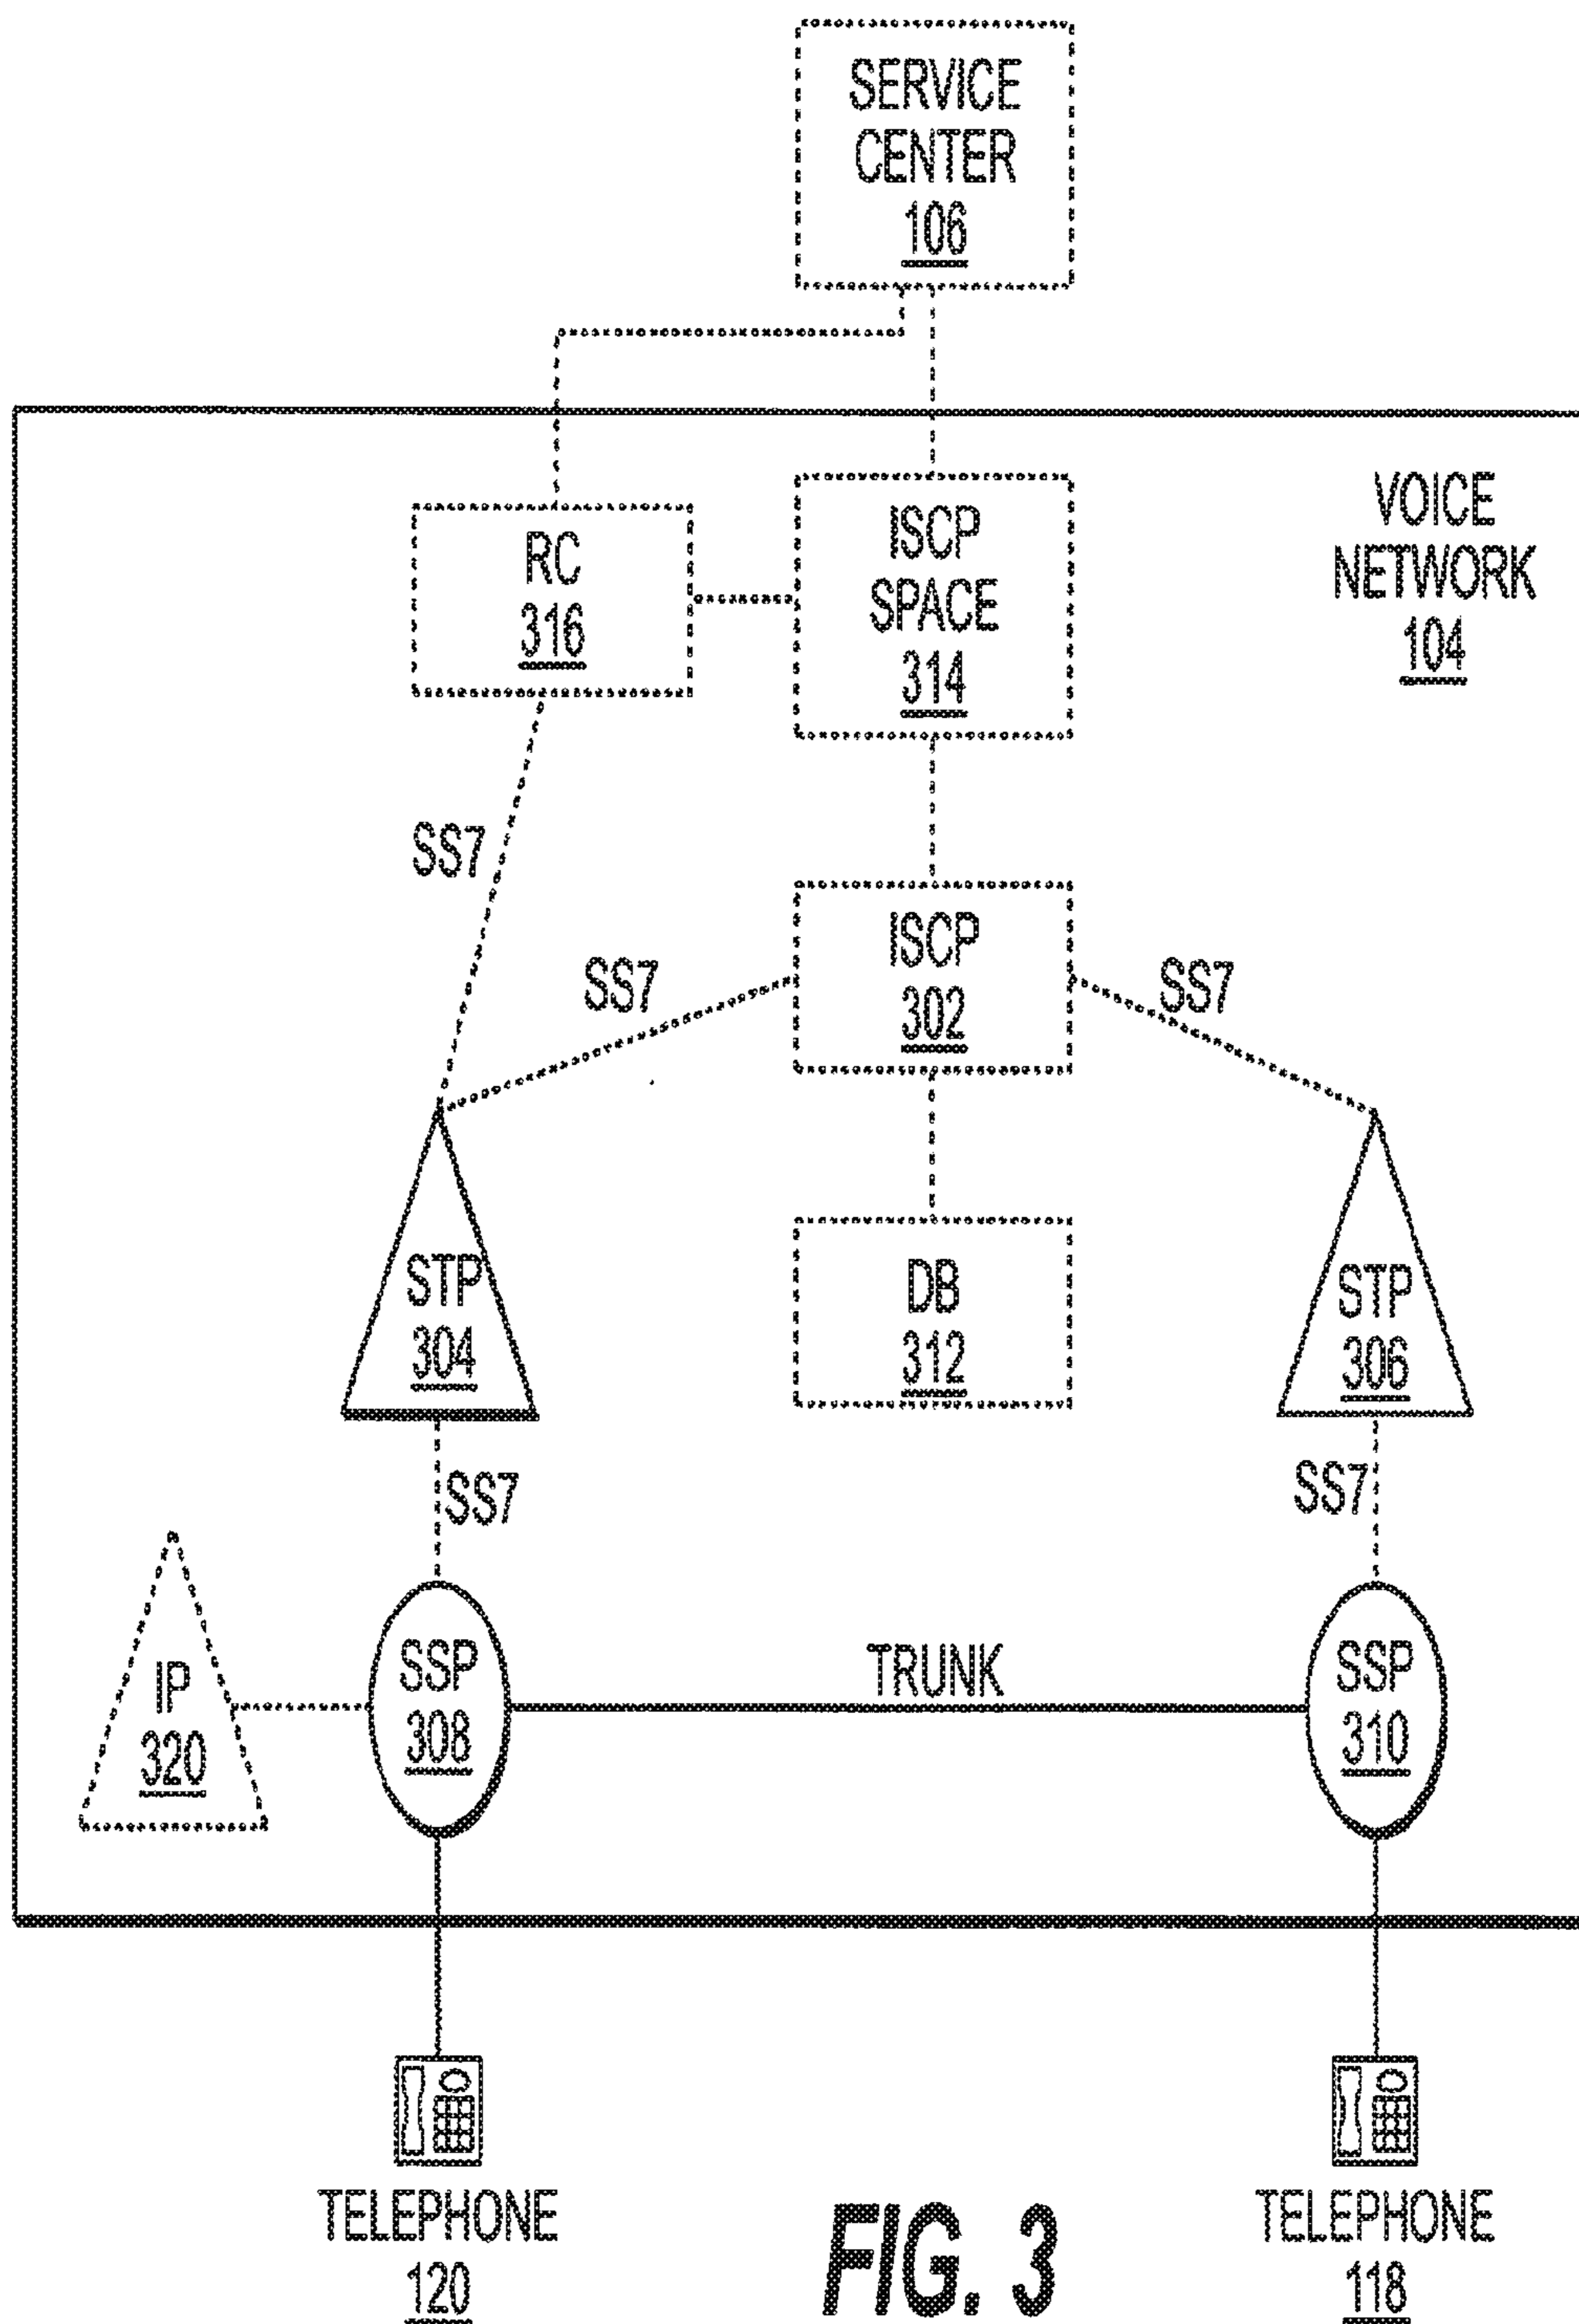 SERVICE
CENTER
106
VOICE
NETWORK
104
RC
316
ISCP
SPACE
314
SS7
SS7
ISCP
302
SS7
STP
304
DB
312
STP
306
SS7
SS7
IP
320
SSP
308
TRUNK
SSP
310
TELEPHONE
120
FIG. 3
TELEPHONE
118